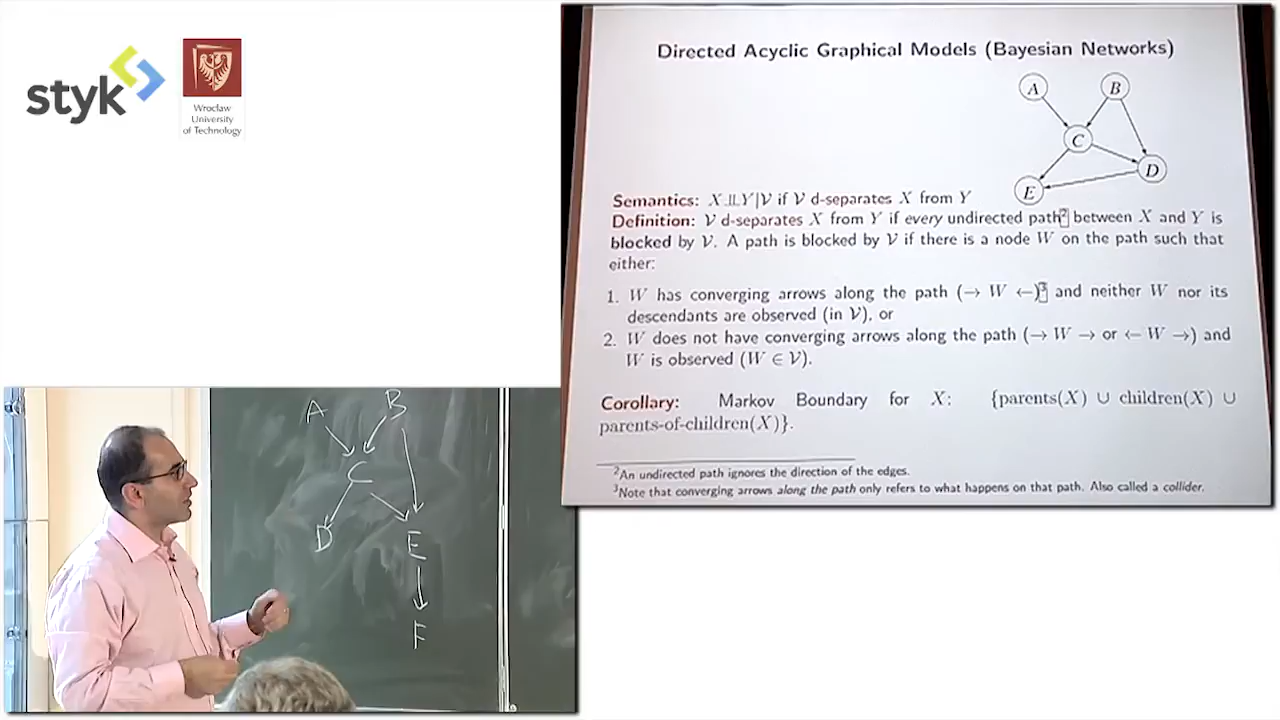 styk
Wrocław
University
of Technology
Directed Acyclic Graphical Models (Bayesian Networks)
A
B
C
D
E
Semantics: X ⊥⊥ Y|V if V d-separates X from Y
Definition: V d-separates X from Y if every undirected path² between X and Y is
blocked by V. A path is blocked by V if there is a node W on the path such that
either:
1. W has converging arrows along the path (→ W ←)³ and neither W nor its
descendants are observed (in V), or
2. W does not have converging arrows along the path (→ W → or ← W →) and
W is observed (W ∈ V).
Corollary: Markov Boundary for X: {parents(X) ∪ children(X) ∪
parents-of-children(X)}.
²An undirected path ignores the direction of the edges.
³Note that converging arrows along the path only refers to what happens on that path. Also called a collider.
A B
C
D E
F